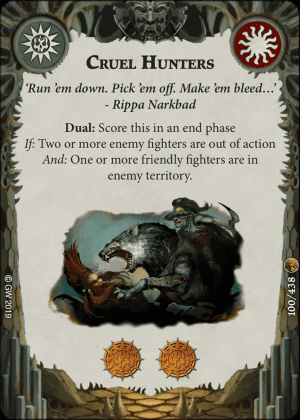 Cruel Hunters
‘Run ’em down. Pick ’em off. Make ’em bleed…’
- Rippa Narkbad
Dual: Score this in an end phase
If: Two or more enemy fighters are out of action
And: One or more friendly fighters are in
enemy territory.
© GW 2019
100/438